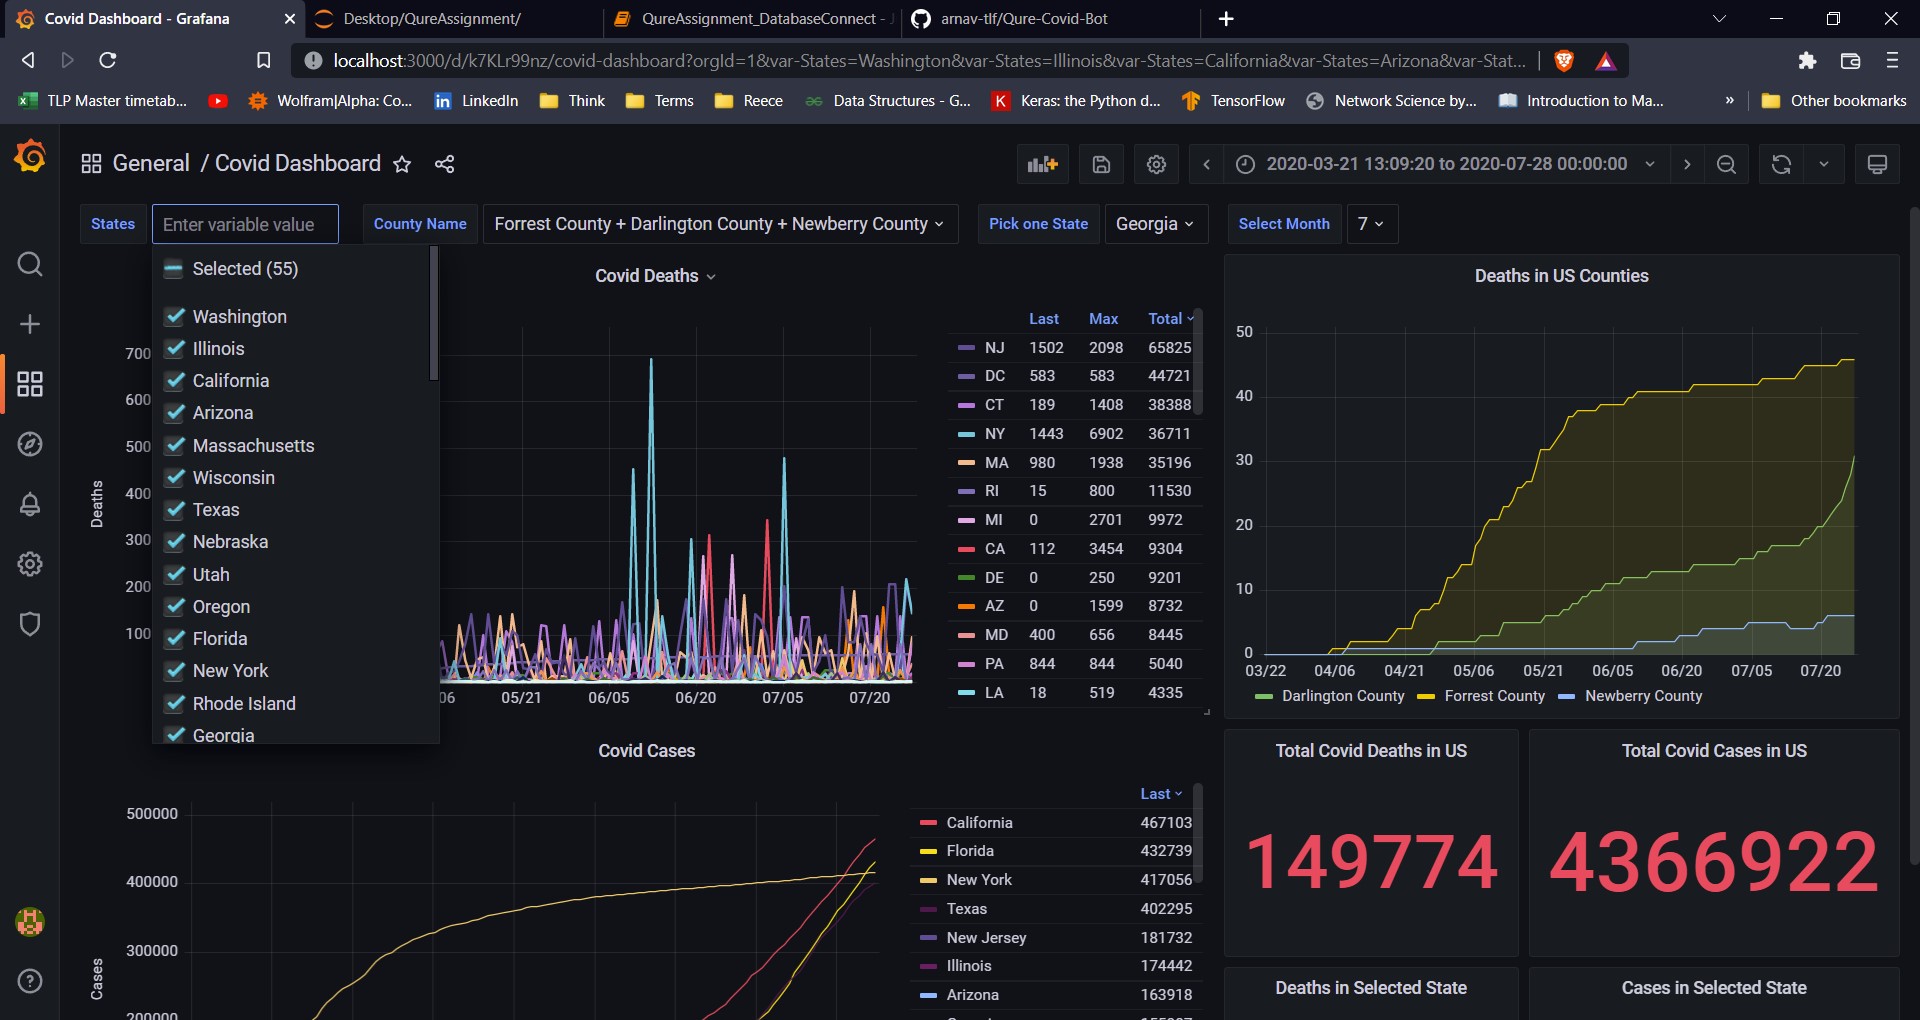 Covid Dashboard - Grafana
Desktop/QureAssignment/
QureAssignment_DatabaseConnect - J
arnav-tlf/Qure-Covid-Bot
localhost:3000/d/k7KLr99nz/covid-dashboard?orgId=1&var-States=Washington&var-States=Illinois&var-States=California&var-States=Arizona&var-Stat...
TLP Master timetab...
Wolfram|Alpha: Co...
LinkedIn
Think
Terms
Reece
Data Structures - G...
Keras: the Python d...
TensorFlow
Network Science by...
Introduction to Ma...
»
Other bookmarks
General / Covid Dashboard
2020-03-21 13:09:20 to 2020-07-28 00:00:00
States
Enter variable value
County Name
Forrest County + Darlington County + Newberry County
Pick one State
Georgia
Select Month
7
Selected (55)
Washington
Illinois
California
Arizona
Massachusetts
Wisconsin
Texas
Nebraska
Utah
Oregon
Florida
New York
Rhode Island
Georgia
Covid Deaths
Deaths
700
600
500
400
300
200
100
06 05/21 06/05 06/20 07/05 07/20
Last Max Total
NJ 1502 2098 65825
DC 583 583 44721
CT 189 1408 38388
NY 1443 6902 36711
MA 980 1938 35196
RI 15 800 11530
MI 0 2701 9972
CA 112 3454 9304
DE 0 250 9201
AZ 0 1599 8732
MD 400 656 8445
PA 844 844 5040
LA 18 519 4335
Deaths in US Counties
50
40
30
20
10
0
03/22 04/06 04/21 05/06 05/21 06/05 06/20 07/05 07/20
Darlington County Forrest County Newberry County
Covid Cases
Cases
500000
400000
300000
200000
Last
California 467103
Florida 432739
New York 417056
Texas 402295
New Jersey 181732
Illinois 174442
Arizona 163918
Total Covid Deaths in US
149774
Total Covid Cases in US
4366922
Deaths in Selected State
Cases in Selected State